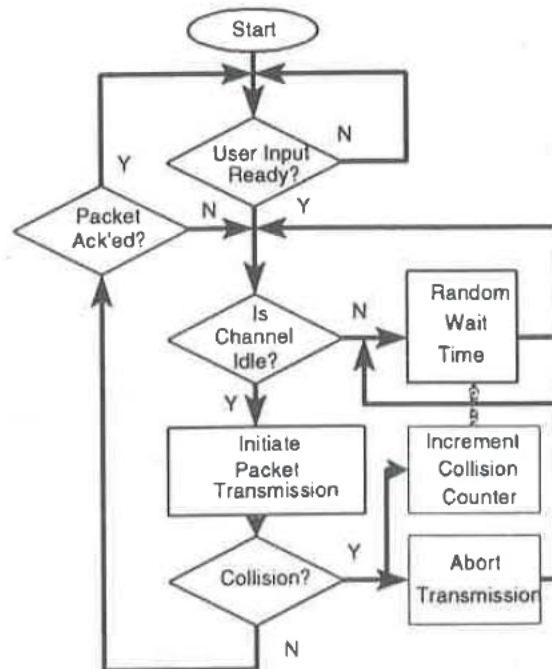 Start
N
User Input
Ready?
Y
Y
Packet
Ack'ed?
N
Is
Channel
Idle?
N
Random
Wait
Time
Y
Initiate
Packet
Transmission
Increment
Collision
Counter
Collision?
Y
Abort
Transmission
N